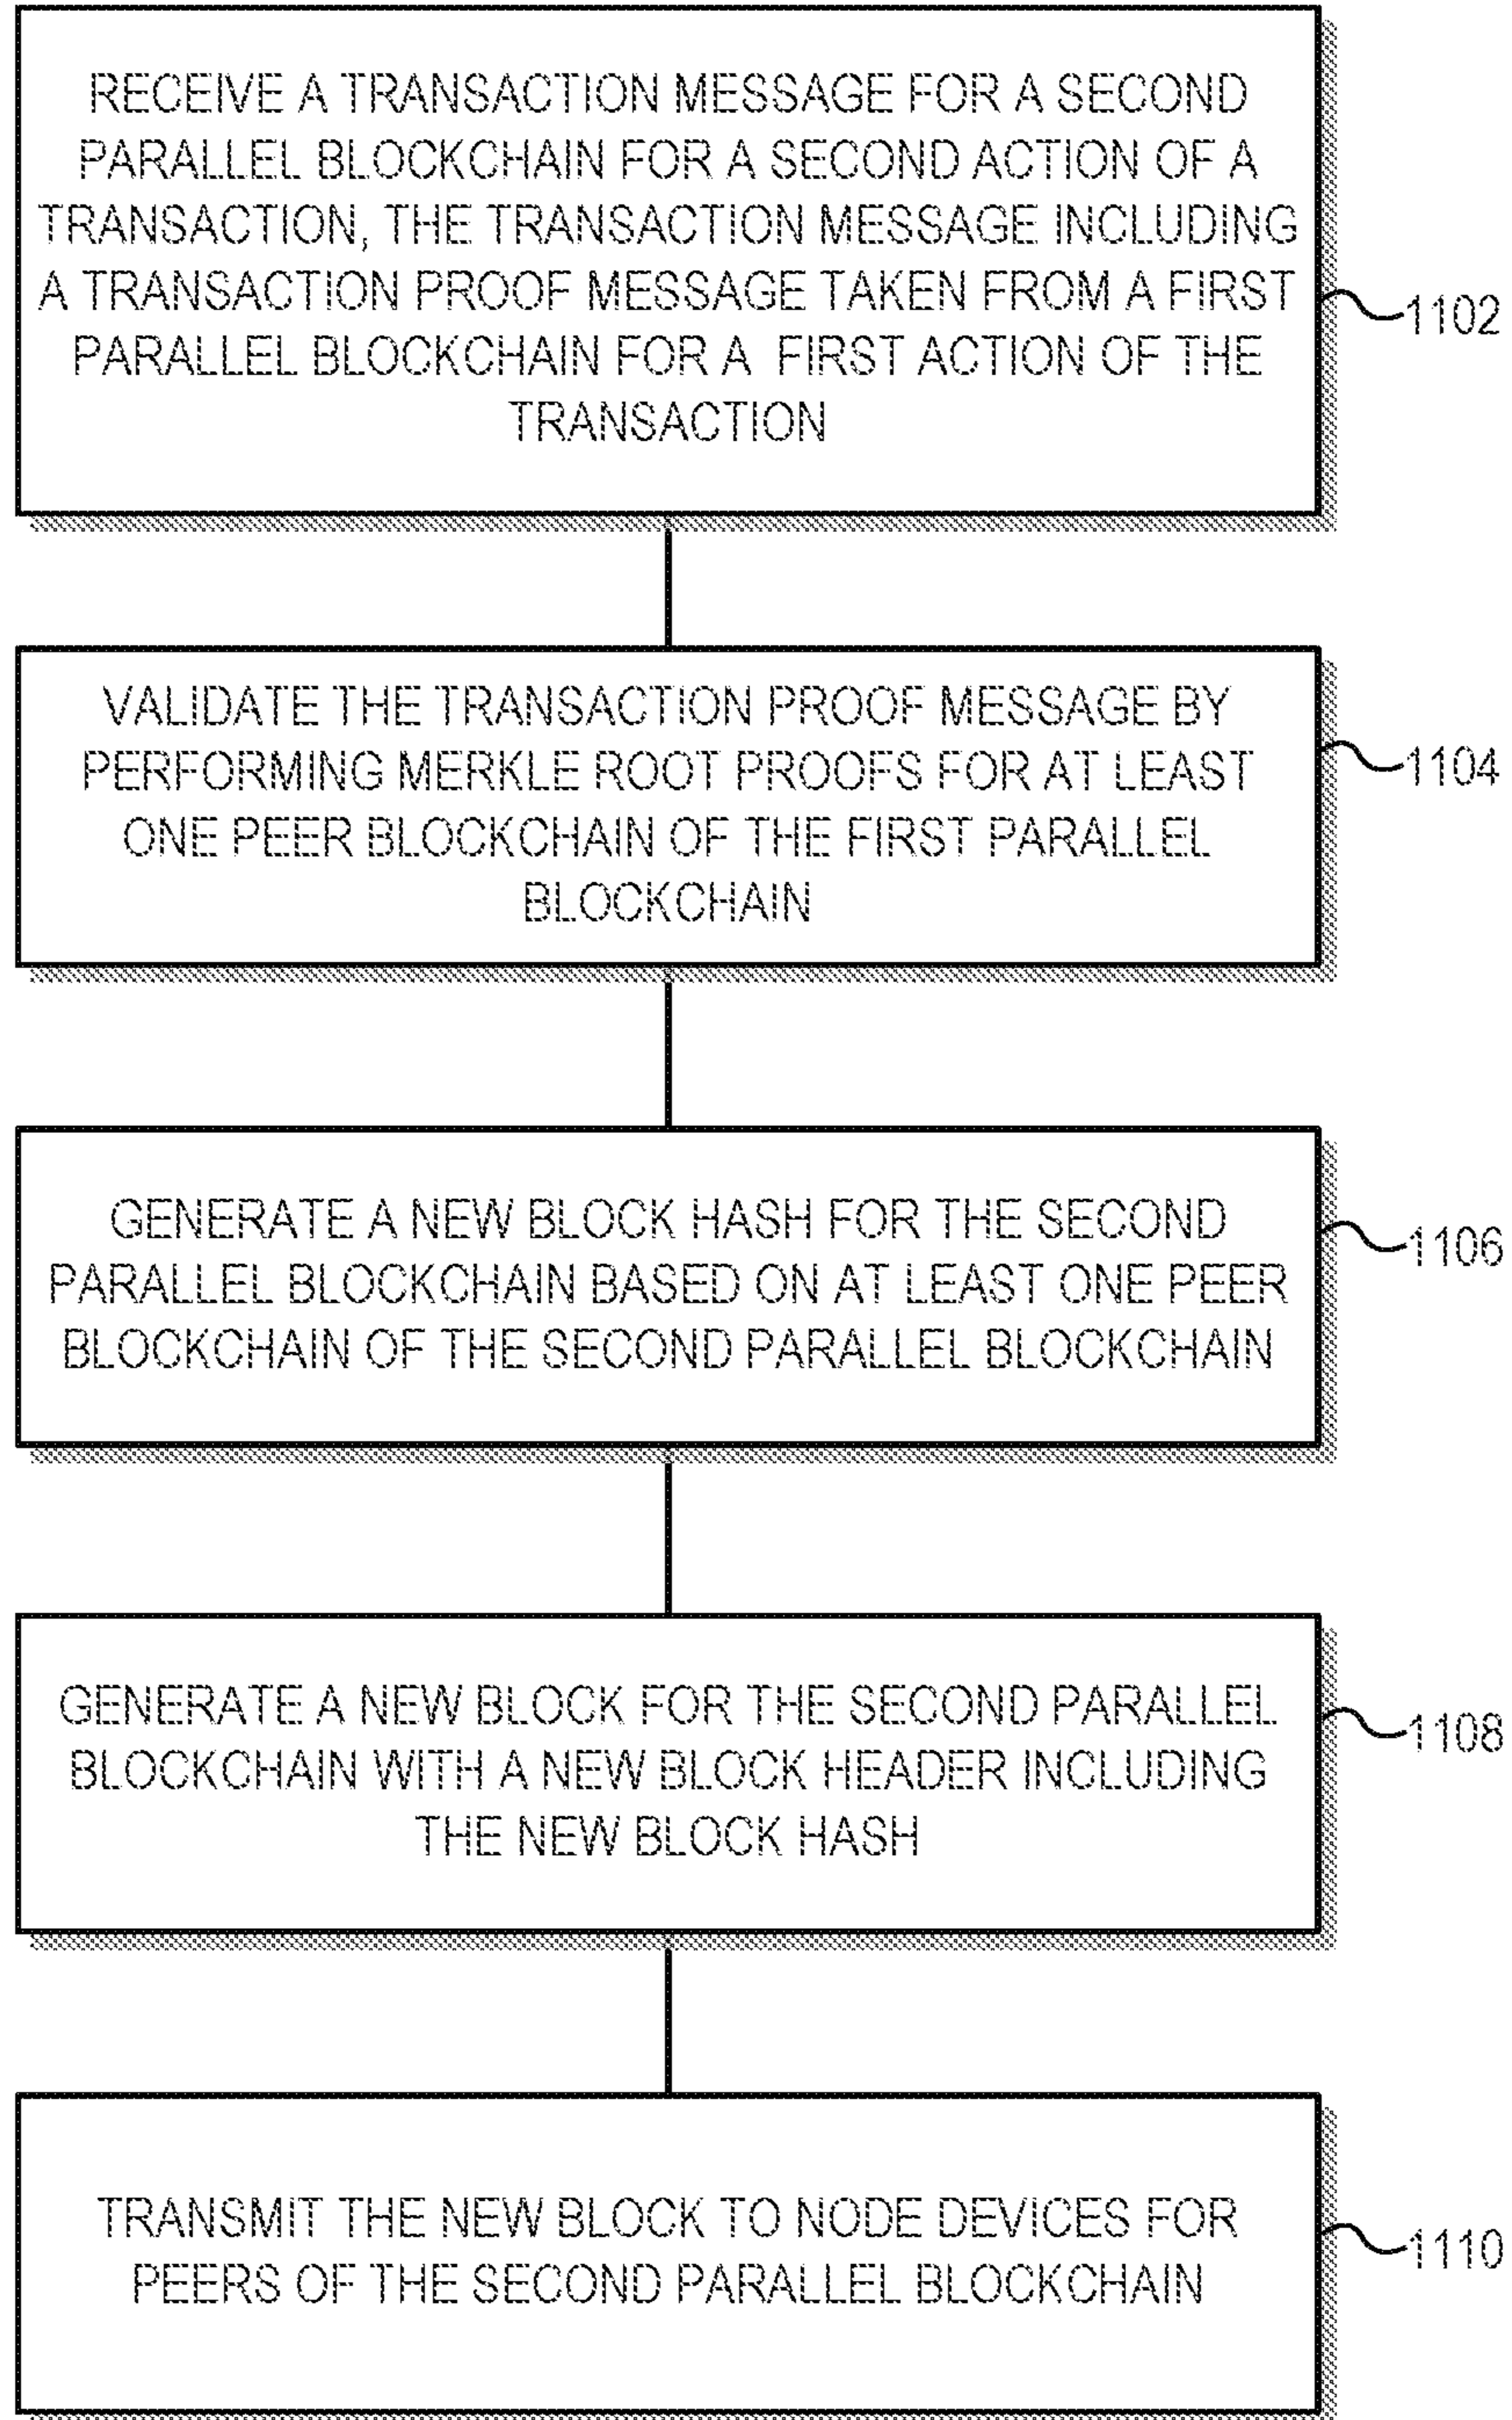 RECEIVE A TRANSACTION MESSAGE FOR A SECOND
PARALLEL BLOCKCHAIN FOR A SECOND ACTION OF A
TRANSACTION, THE TRANSACTION MESSAGE INCLUDING
A TRANSACTION PROOF MESSAGE TAKEN FROM A FIRST
PARALLEL BLOCKCHAIN FOR A FIRST ACTION OF THE
TRANSACTION
1102
VALIDATE THE TRANSACTION PROOF MESSAGE BY
PERFORMING MERKLE ROOT PROOFS FOR AT LEAST
ONE PEER BLOCKCHAIN OF THE FIRST PARALLEL
BLOCKCHAIN
1104
GENERATE A NEW BLOCK HASH FOR THE SECOND
PARALLEL BLOCKCHAIN BASED ON AT LEAST ONE PEER
BLOCKCHAIN OF THE SECOND PARALLEL BLOCKCHAIN
1106
GENERATE A NEW BLOCK FOR THE SECOND PARALLEL
BLOCKCHAIN WITH A NEW BLOCK HEADER INCLUDING
THE NEW BLOCK HASH
1108
TRANSMIT THE NEW BLOCK TO NODE DEVICES FOR
PEERS OF THE SECOND PARALLEL BLOCKCHAIN
1110